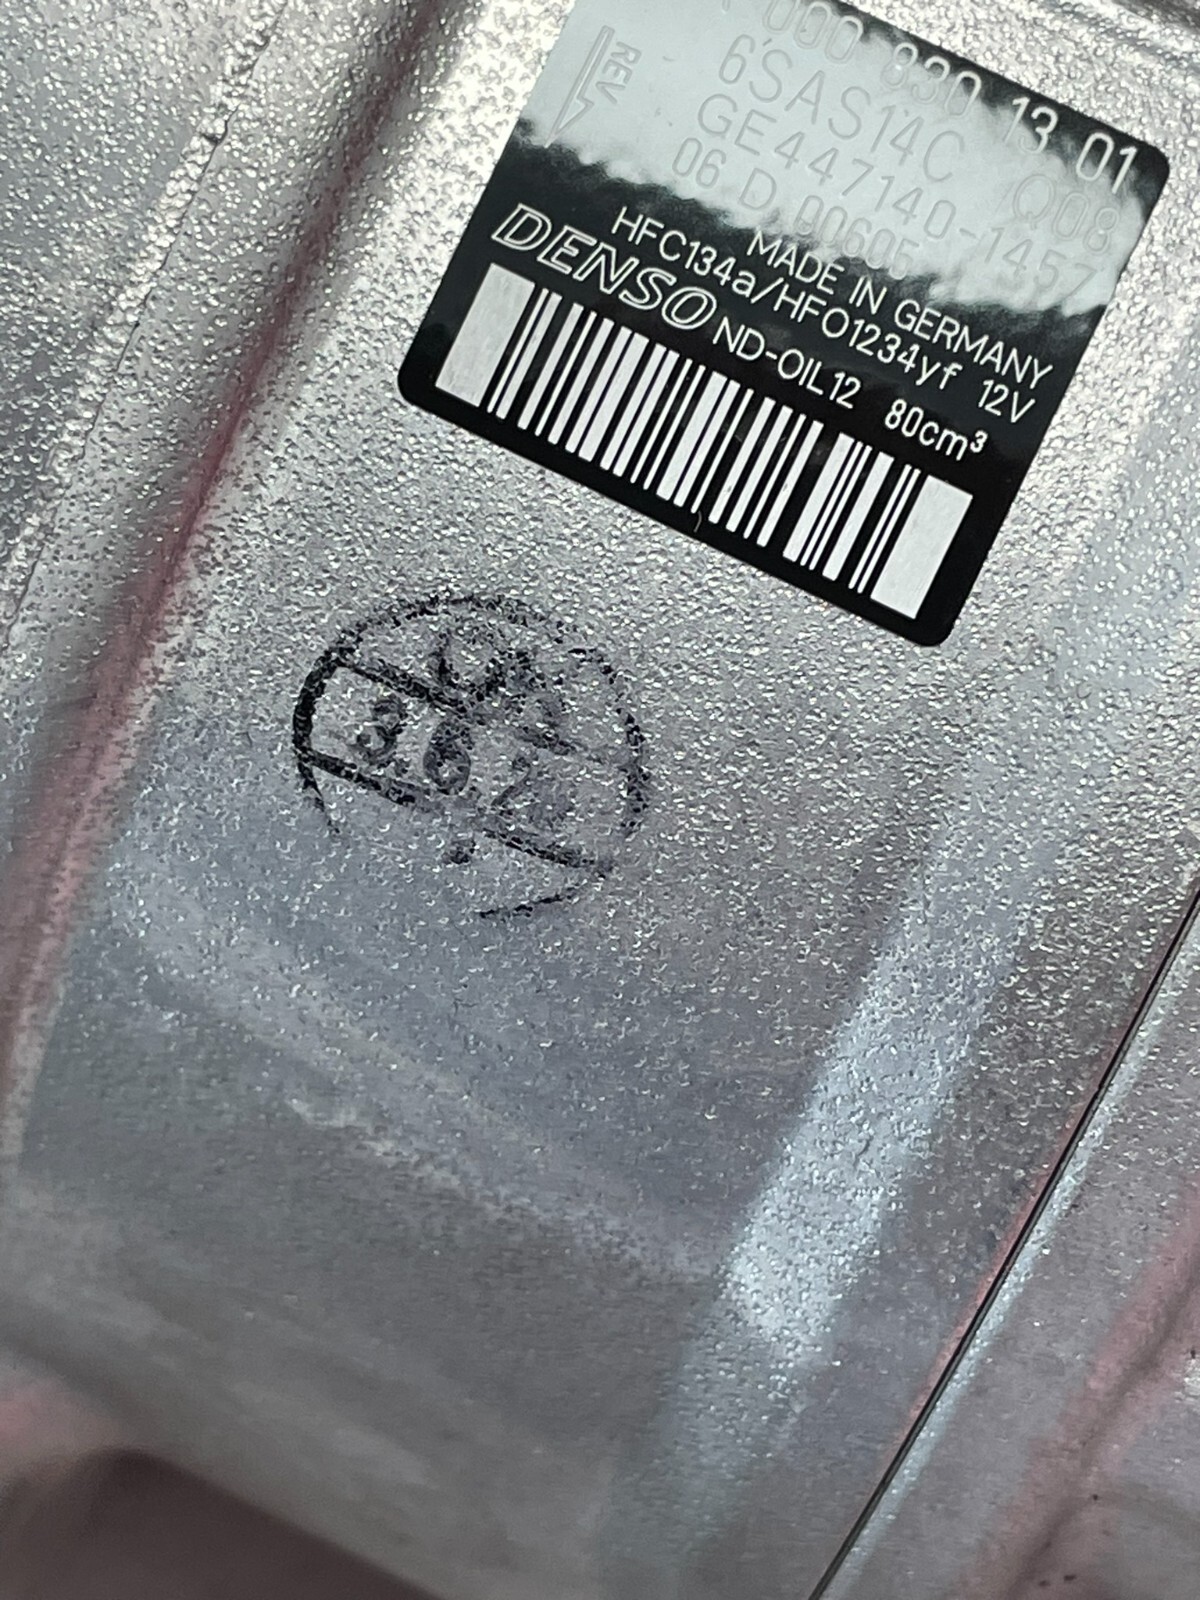 000 830 13 01
6SAS14C Q08
GE447140-1457
06 D 00605
REV
MADE IN GERMANY
HFC134a/HFO1234yf 12V
DENSO ND-OIL12 80cm³